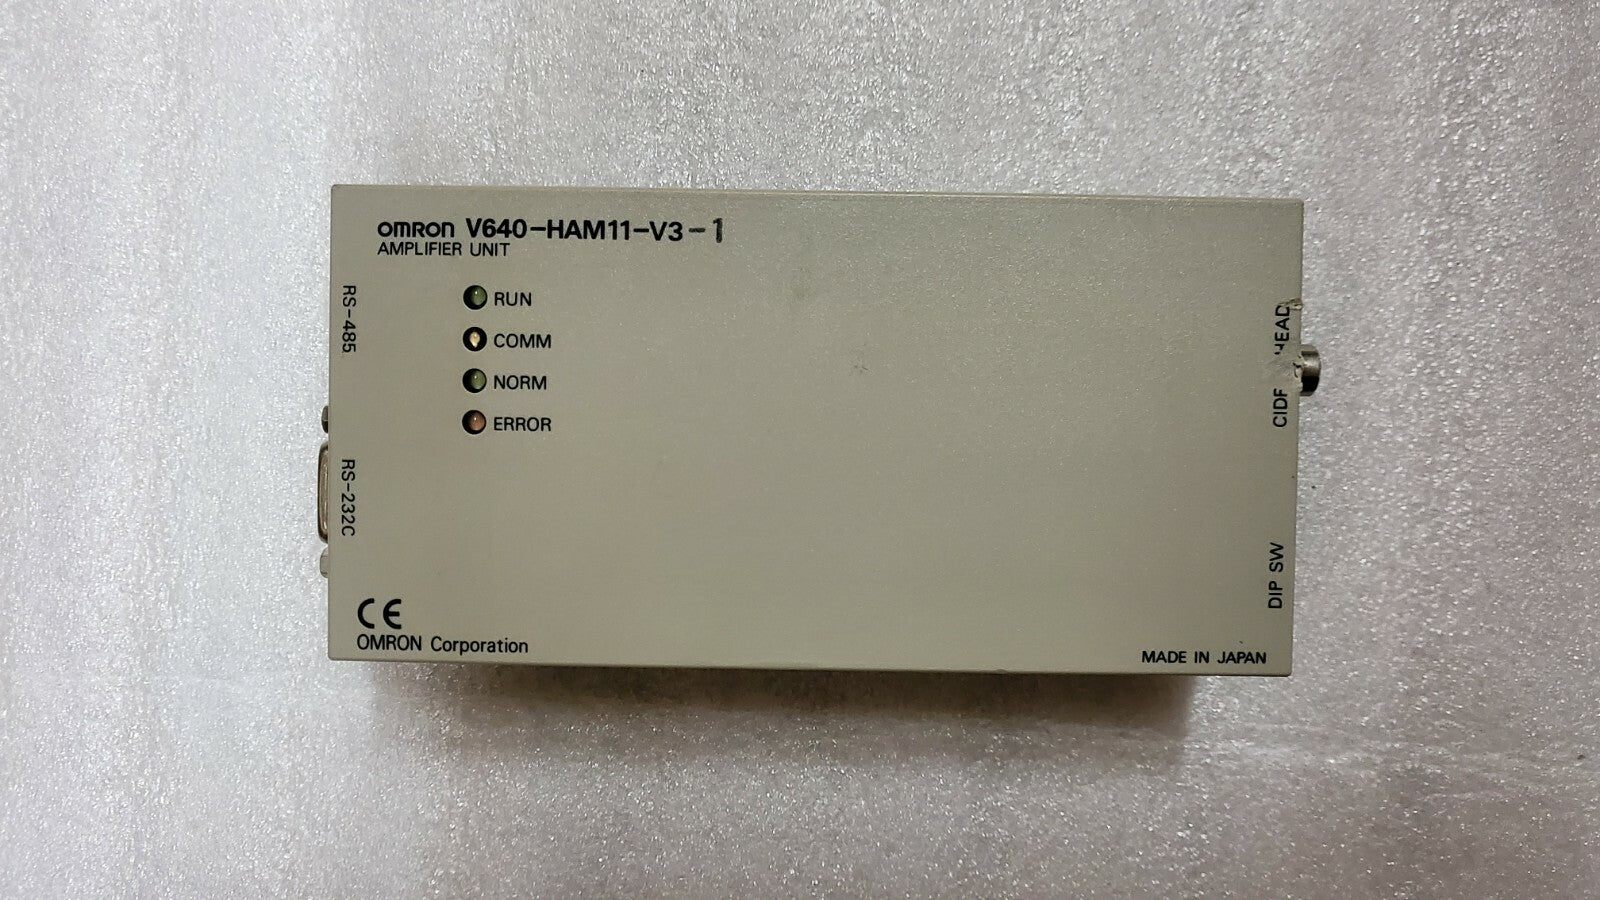 omron V640-HAM11-V3-1
AMPLIFIER UNIT
RS-485
RUN
COMM
NORM
ERROR
RS-232C
CE
OMRON Corporation
HEAD
DIP SW
MADE IN JAPAN